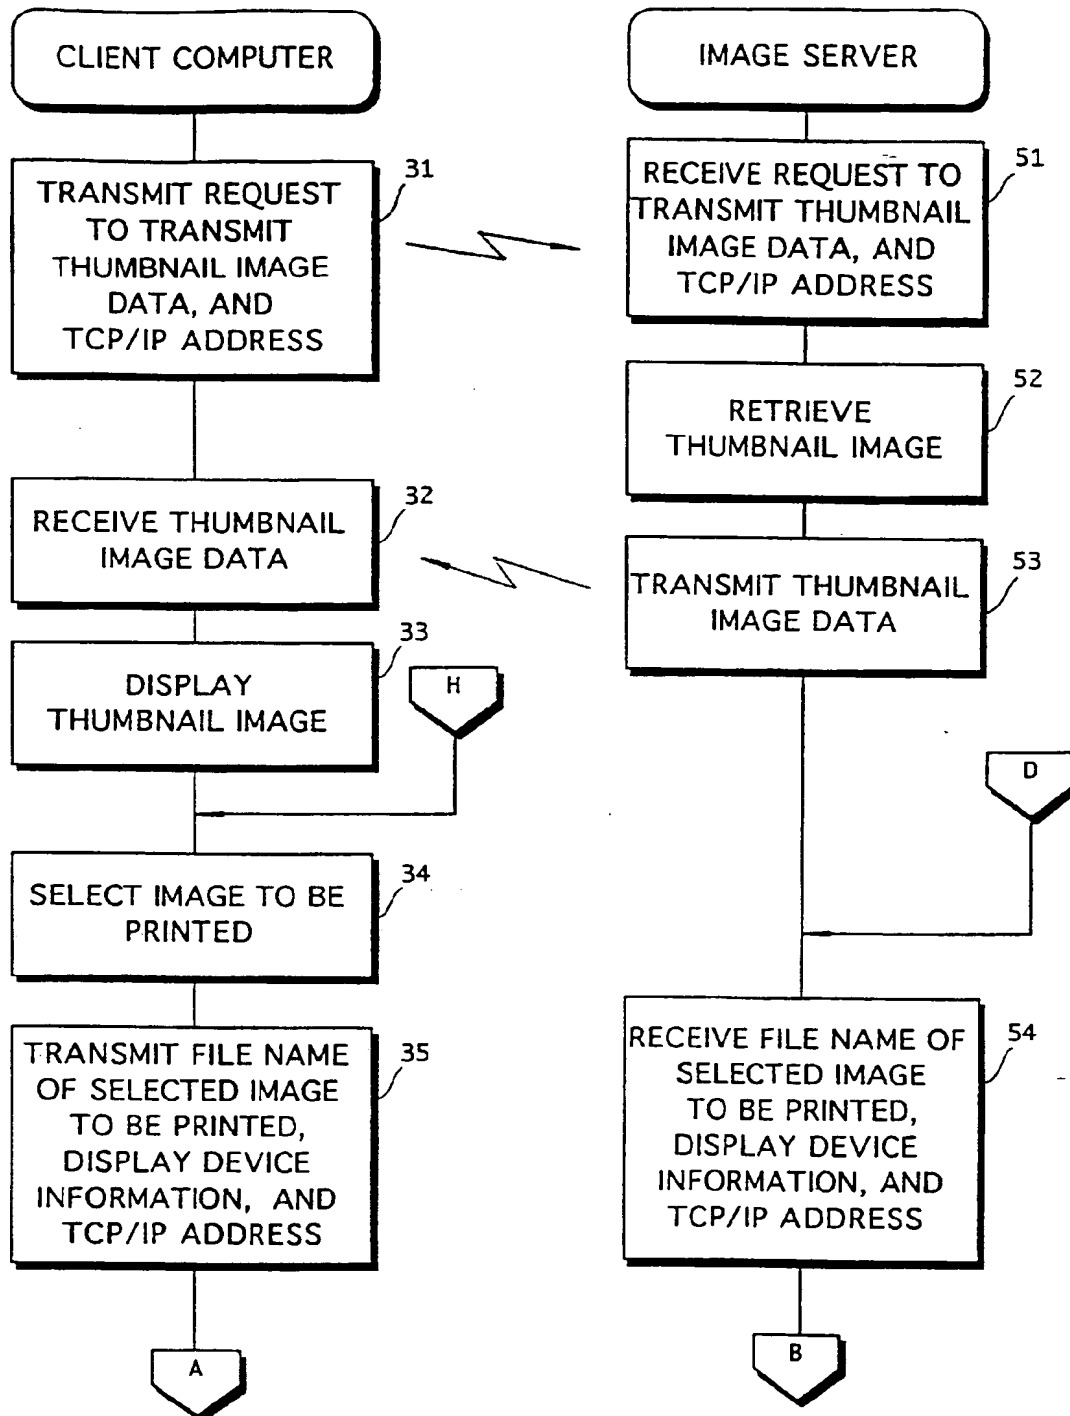 CLIENT COMPUTER
31
TRANSMIT REQUEST
TO TRANSMIT
THUMBNAIL IMAGE
DATA, AND
TCP/IP ADDRESS
32
RECEIVE THUMBNAIL
IMAGE DATA
33
DISPLAY
THUMBNAIL IMAGE
H
34
SELECT IMAGE TO BE
PRINTED
35
TRANSMIT FILE NAME
OF SELECTED IMAGE
TO BE PRINTED,
DISPLAY DEVICE
INFORMATION, AND
TCP/IP ADDRESS
A
IMAGE SERVER
51
RECEIVE REQUEST TO
TRANSMIT THUMBNAIL
IMAGE DATA, AND
TCP/IP ADDRESS
52
RETRIEVE
THUMBNAIL IMAGE
53
TRANSMIT THUMBNAIL
IMAGE DATA
D
54
RECEIVE FILE NAME OF
SELECTED IMAGE
TO BE PRINTED,
DISPLAY DEVICE
INFORMATION, AND
TCP/IP ADDRESS
B